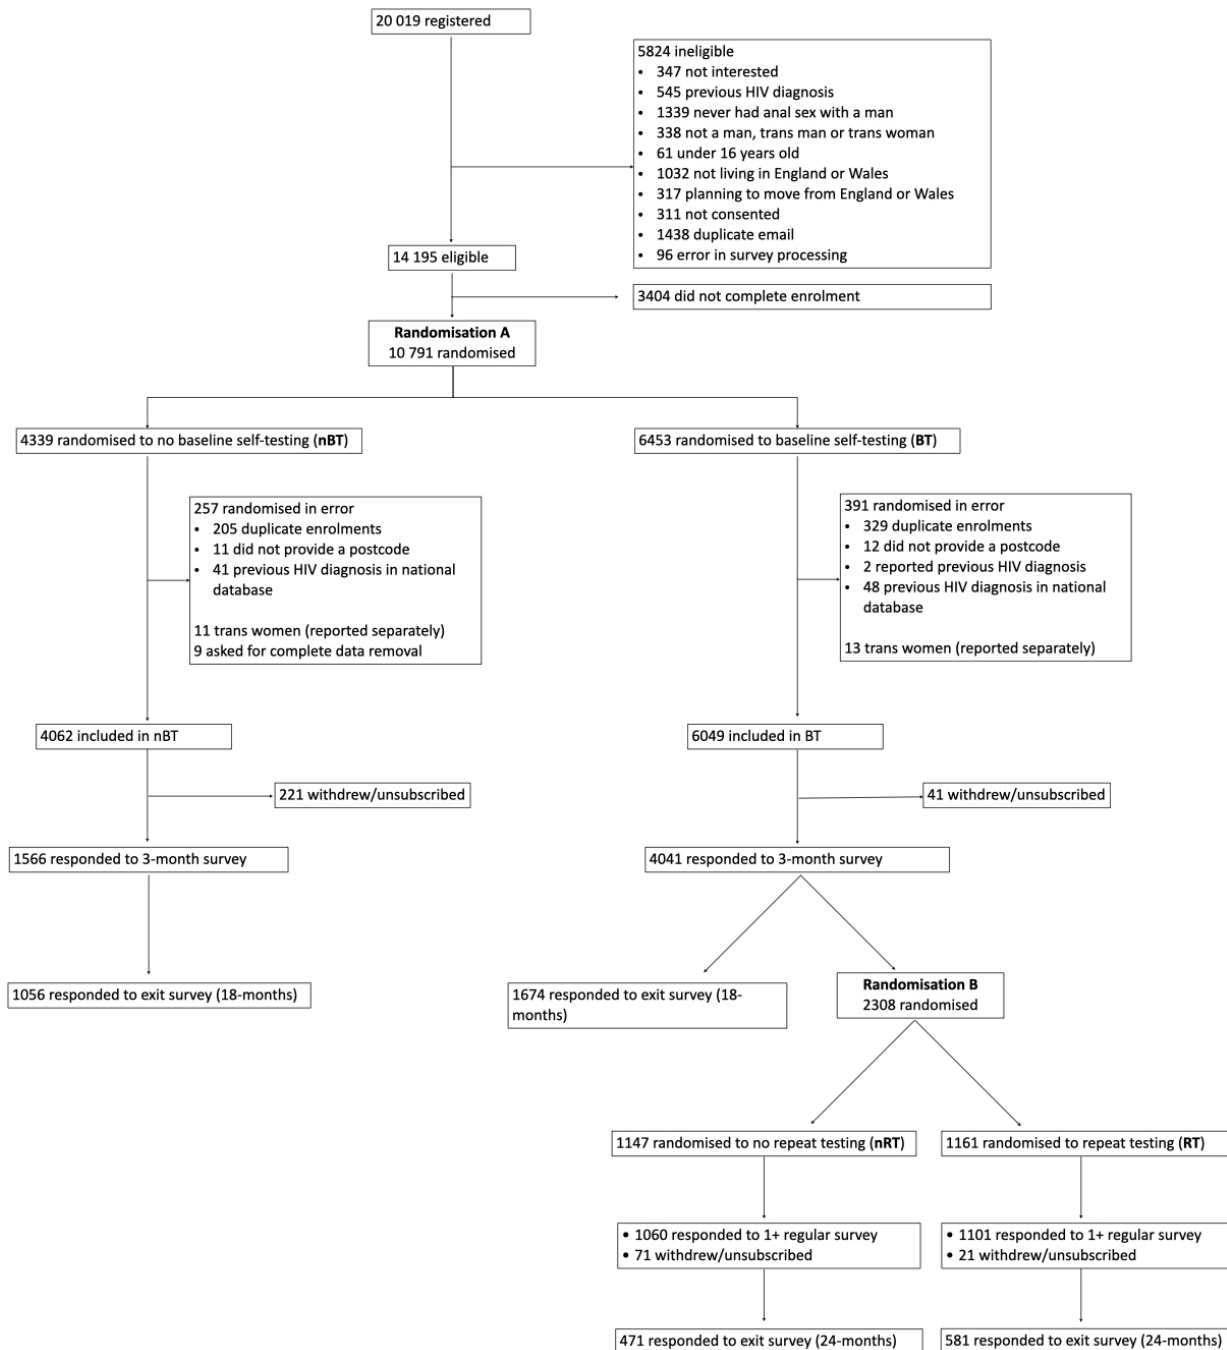 20 019 registered
5824 ineligible
• 347 not interested
• 545 previous HIV diagnosis
• 1339 never had anal sex with a man
• 338 not a man, trans man or trans woman
• 61 under 16 years old
• 1032 not living in England or Wales
• 317 planning to move from England or Wales
• 311 not consented
• 1438 duplicate email
• 96 error in survey processing
14 195 eligible
3404 did not complete enrolment
Randomisation A
10 791 randomised
4339 randomised to no baseline self-testing (nBT)
6453 randomised to baseline self-testing (BT)
257 randomised in error
• 205 duplicate enrolments
• 11 did not provide a postcode
• 41 previous HIV diagnosis in national
database
11 trans women (reported separately)
9 asked for complete data removal
391 randomised in error
• 329 duplicate enrolments
• 12 did not provide a postcode
• 2 reported previous HIV diagnosis
• 48 previous HIV diagnosis in national
database
13 trans women (reported separately)
4062 included in nBT
6049 included in BT
221 withdrew/unsubscribed
41 withdrew/unsubscribed
1566 responded to 3-month survey
4041 responded to 3-month survey
1056 responded to exit survey (18-months)
1674 responded to exit survey (18-
months)
Randomisation B
2308 randomised
1147 randomised to no repeat testing (nRT)
1161 randomised to repeat testing (RT)
• 1060 responded to 1+ regular survey
• 71 withdrew/unsubscribed
• 1101 responded to 1+ regular survey
• 21 withdrew/unsubscribed
471 responded to exit survey (24-months)
581 responded to exit survey (24-months)